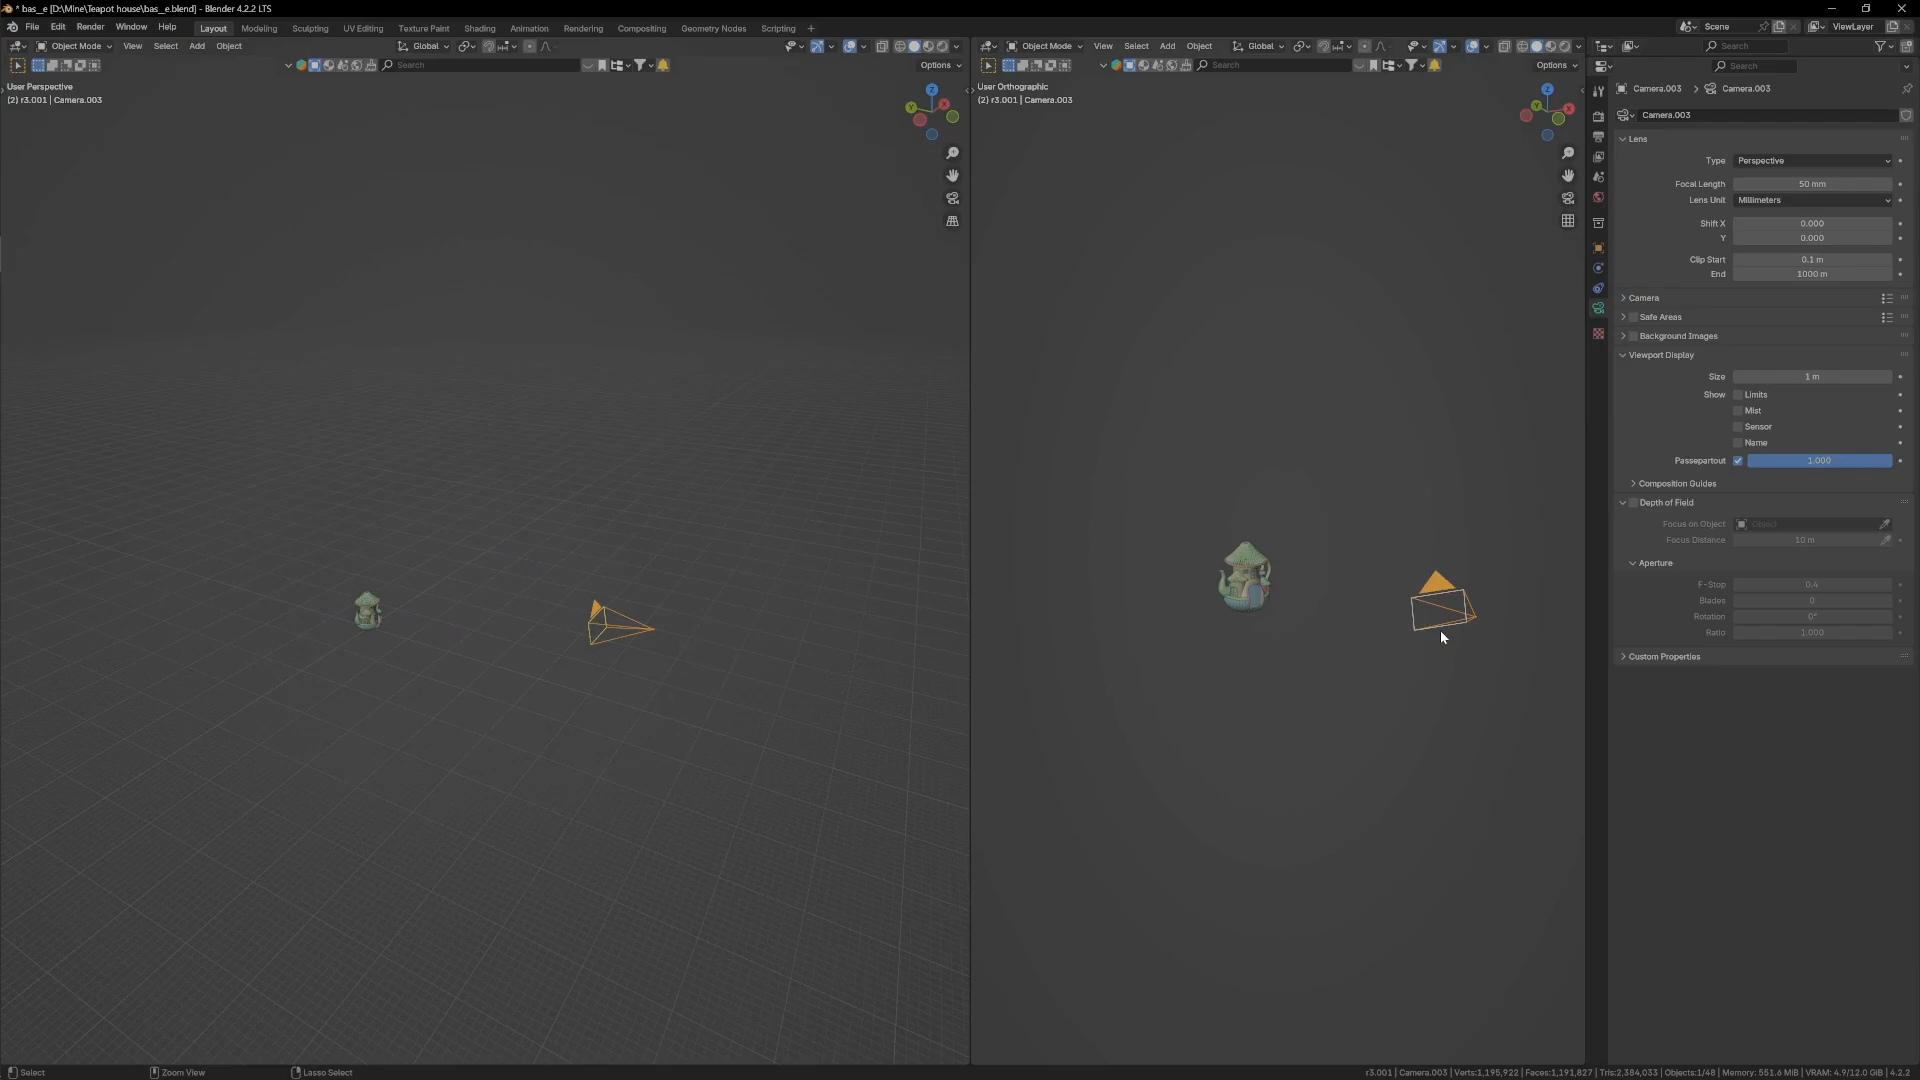 * bas_e [D:\Mine\Teapot house\bas_e.blend] - Blender 4.2.2 LTS
File Edit Render Window Help Layout Modeling Sculpting UV Editing Texture Paint Shading Animation Rendering Compositing Geometry Nodes Scripting + Scene ViewLayer
Object Mode View Select Add Object Global
Object Mode View Select Add Object Global
Search
Search Options
Search Options
Search
User Perspective
(2) r3.001 | Camera.003
Z
Y
X
User Orthographic
(2) r3.001 | Camera.003
Z
Y
X
Camera.003 > Camera.003
Camera.003
Lens
Type Perspective
Focal Length 50 mm
Lens Unit Millimeters
Shift X 0.000
Y 0.000
Clip Start 0.1 m
End 1000 m
Camera
Safe Areas
Background Images
Viewport Display
Size 1 m
Show Limits
Mist
Sensor
Name
Passepartout 1.000
Composition Guides
Depth of Field
Focus on Object Object
Focus Distance 10 m
Aperture
F-Stop 0.4
Blades 0
Rotation 0°
Ratio 1.000
Custom Properties
Select Zoom View Lasso Select r3.001 | Camera.003 | Verts:1,195,922 | Faces:1,191,827 | Tris:2,384,033 | Objects:1/48 | Memory: 551.6 MiB | VRAM: 4.9/12.0 GiB | 4.2.2